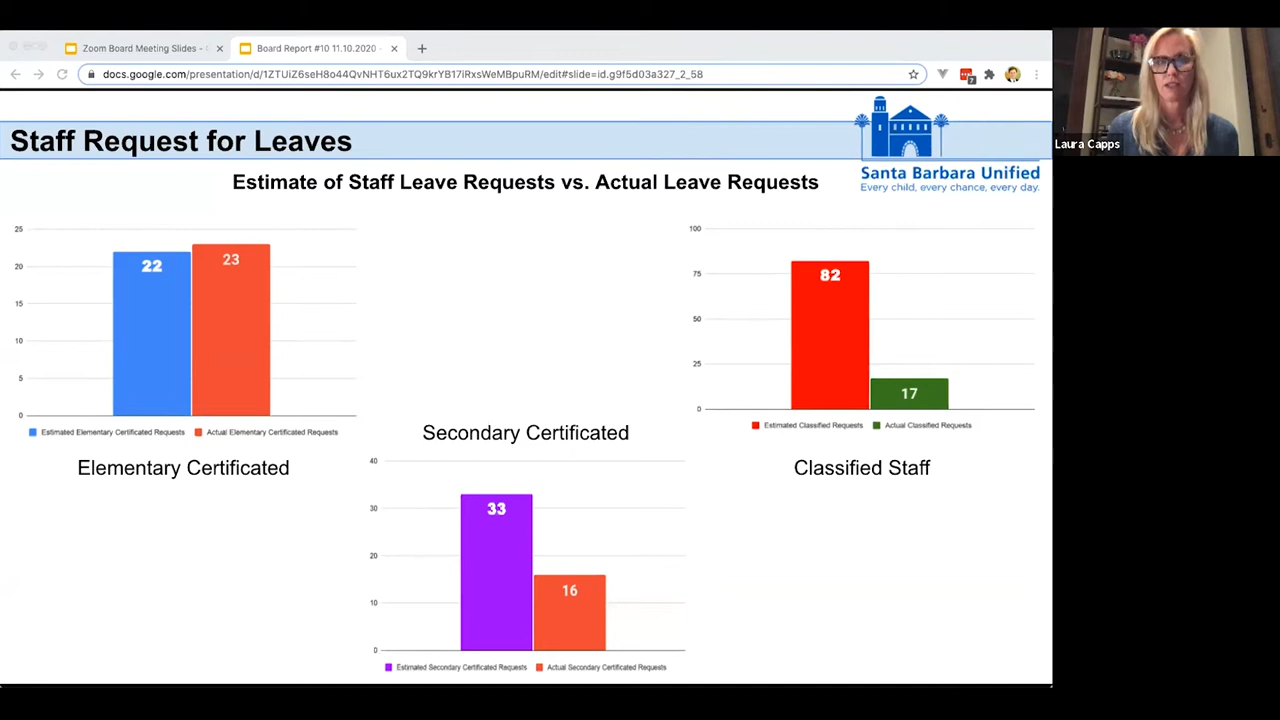 Zoom Board Meeting Slides -
Board Report #10 11.10.2020 -
docs.google.com/presentation/d/1ZTUiZ6seH8o44QvNHT6ux2TQ9krYB17iRxsWeMBpuRM/edit#slide=id.g9f5d03a327_2_58
7
Laura Capps
Staff Request for Leaves
Santa Barbara Unified
Every child, every chance, every day.
Estimate of Staff Leave Requests vs. Actual Leave Requests
25
20
15
10
5
0
22
23
Estimated Elementary Certificated Requests
Actual Elementary Certificated Requests
Elementary Certificated
Secondary Certificated
40
30
20
10
0
33
16
Estimated Secondary Certificated Requests
Actual Secondary Certificated Requests
100
75
50
25
0
82
17
Estimated Classified Requests
Actual Classified Requests
Classified Staff